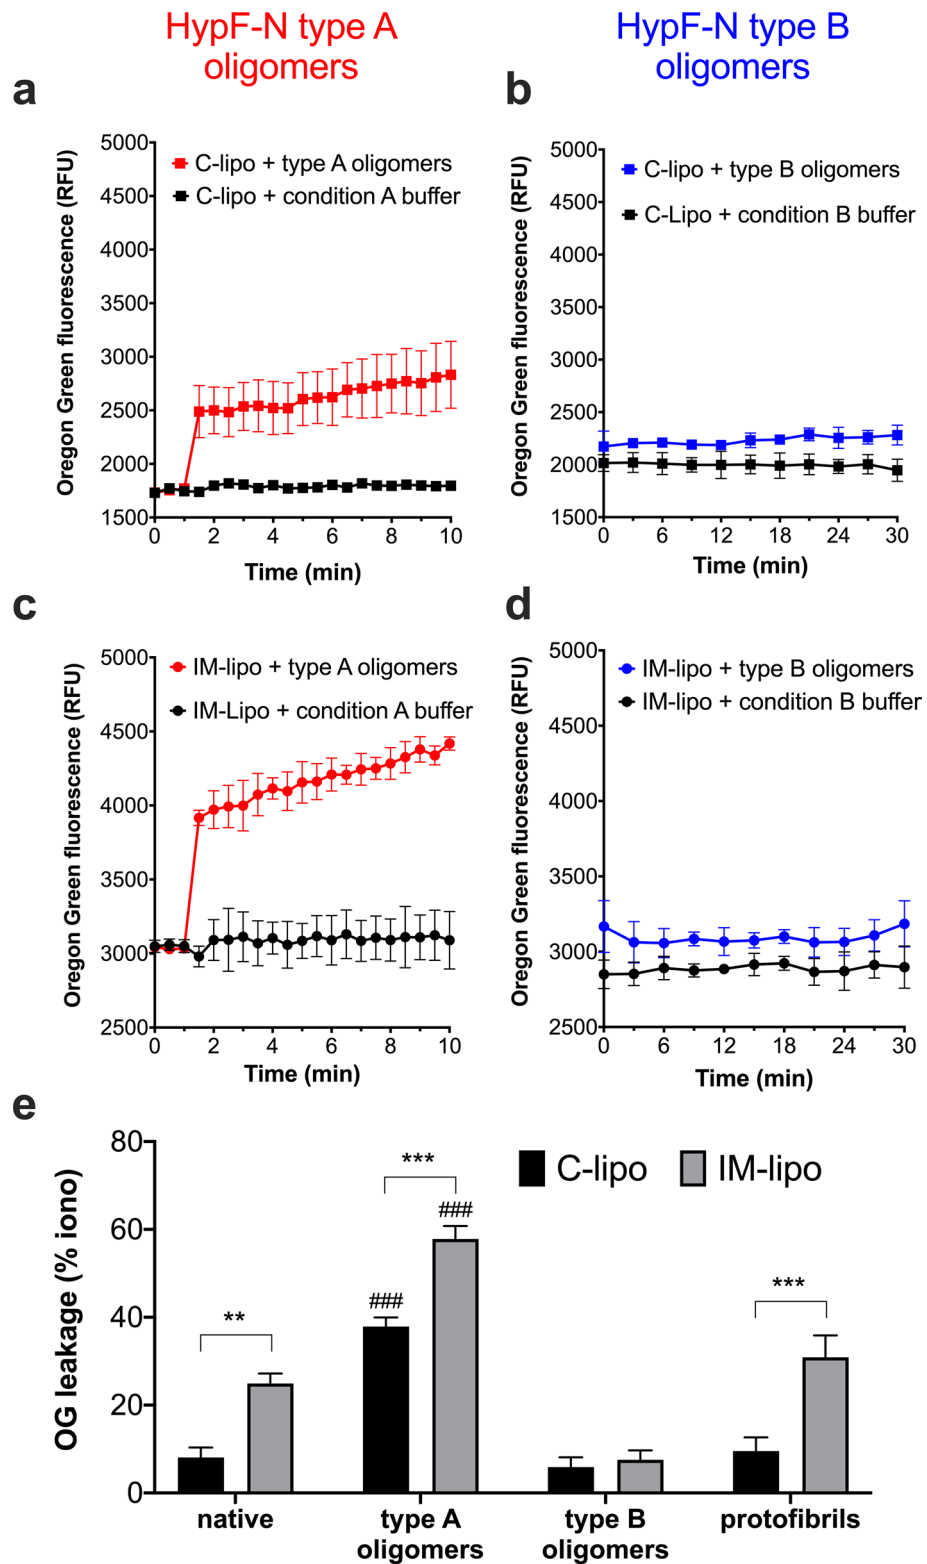 HypF-N type A
oligomers
HypF-N type B
oligomers
a
Oregon Green fluorescence (RFU)
5000
4500
4000
3500
3000
2500
2000
1500
C-lipo + type A oligomers
C-lipo + condition A buffer
0 2 4 6 8 10
Time (min)
b
Oregon Green fluorescence (RFU)
5000
4500
4000
3500
3000
2500
2000
1500
C-lipo + type B oligomers
C-Lipo + condition B buffer
0 6 12 18 24 30
Time (min)
c
Oregon Green fluorescence (RFU)
5000
4500
4000
3500
3000
2500
IM-lipo + type A oligomers
IM-Lipo + condition A buffer
0 2 4 6 8 10
Time (min)
d
Oregon Green fluorescence (RFU)
5000
4500
4000
3500
3000
2500
IM-lipo + type B oligomers
IM-lipo + condition B buffer
0 6 12 18 24 30
Time (min)
e
OG leakage (% iono)
80
60
40
20
0
C-lipo IM-lipo
**
***
###
###
***
native
type A
oligomers
type B
oligomers
protofibrils